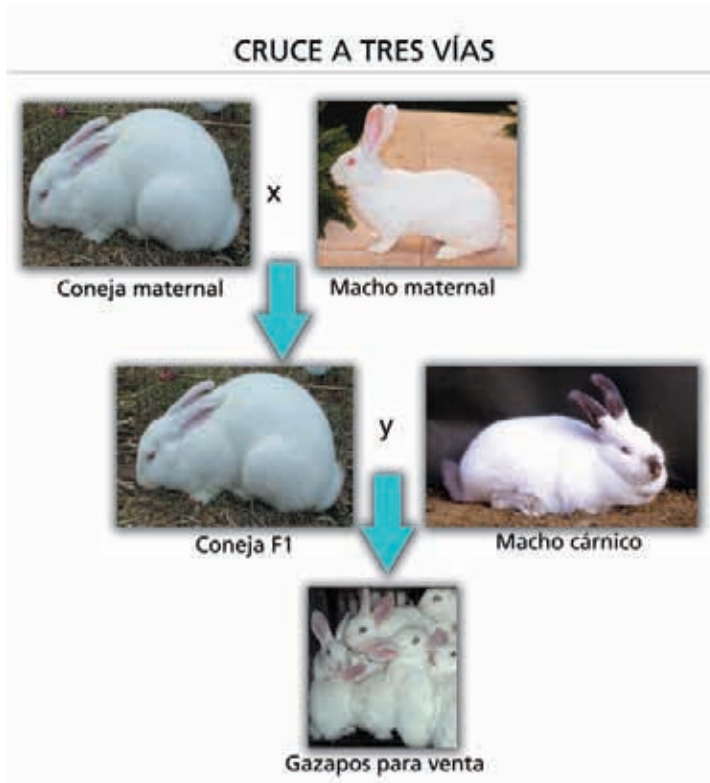 CRUCE A TRES VÍAS
x
Coneja maternal
Macho maternal
y
Coneja F1
Macho cárnico
Gazapos para venta